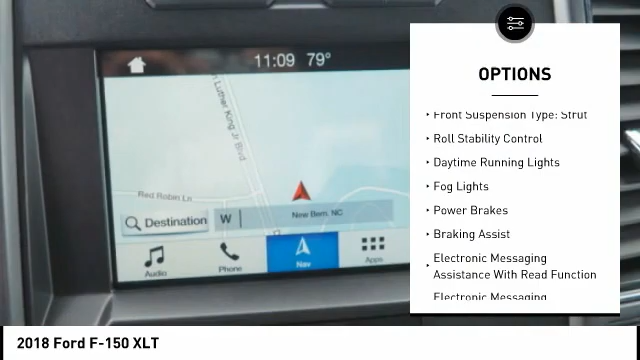 11:09 79°
n Luther King Jr Blvd
Red Robin Ln
Destination
W
New Bern, NC
Audio
Phone
Nav
Apps
OPTIONS
Front Suspension Type: Strut
Roll Stability Control
Daytime Running Lights
Fog Lights
Power Brakes
Braking Assist
Electronic Messaging
Assistance With Read Function
Electronic Messaging
2018 Ford F-150 XLT